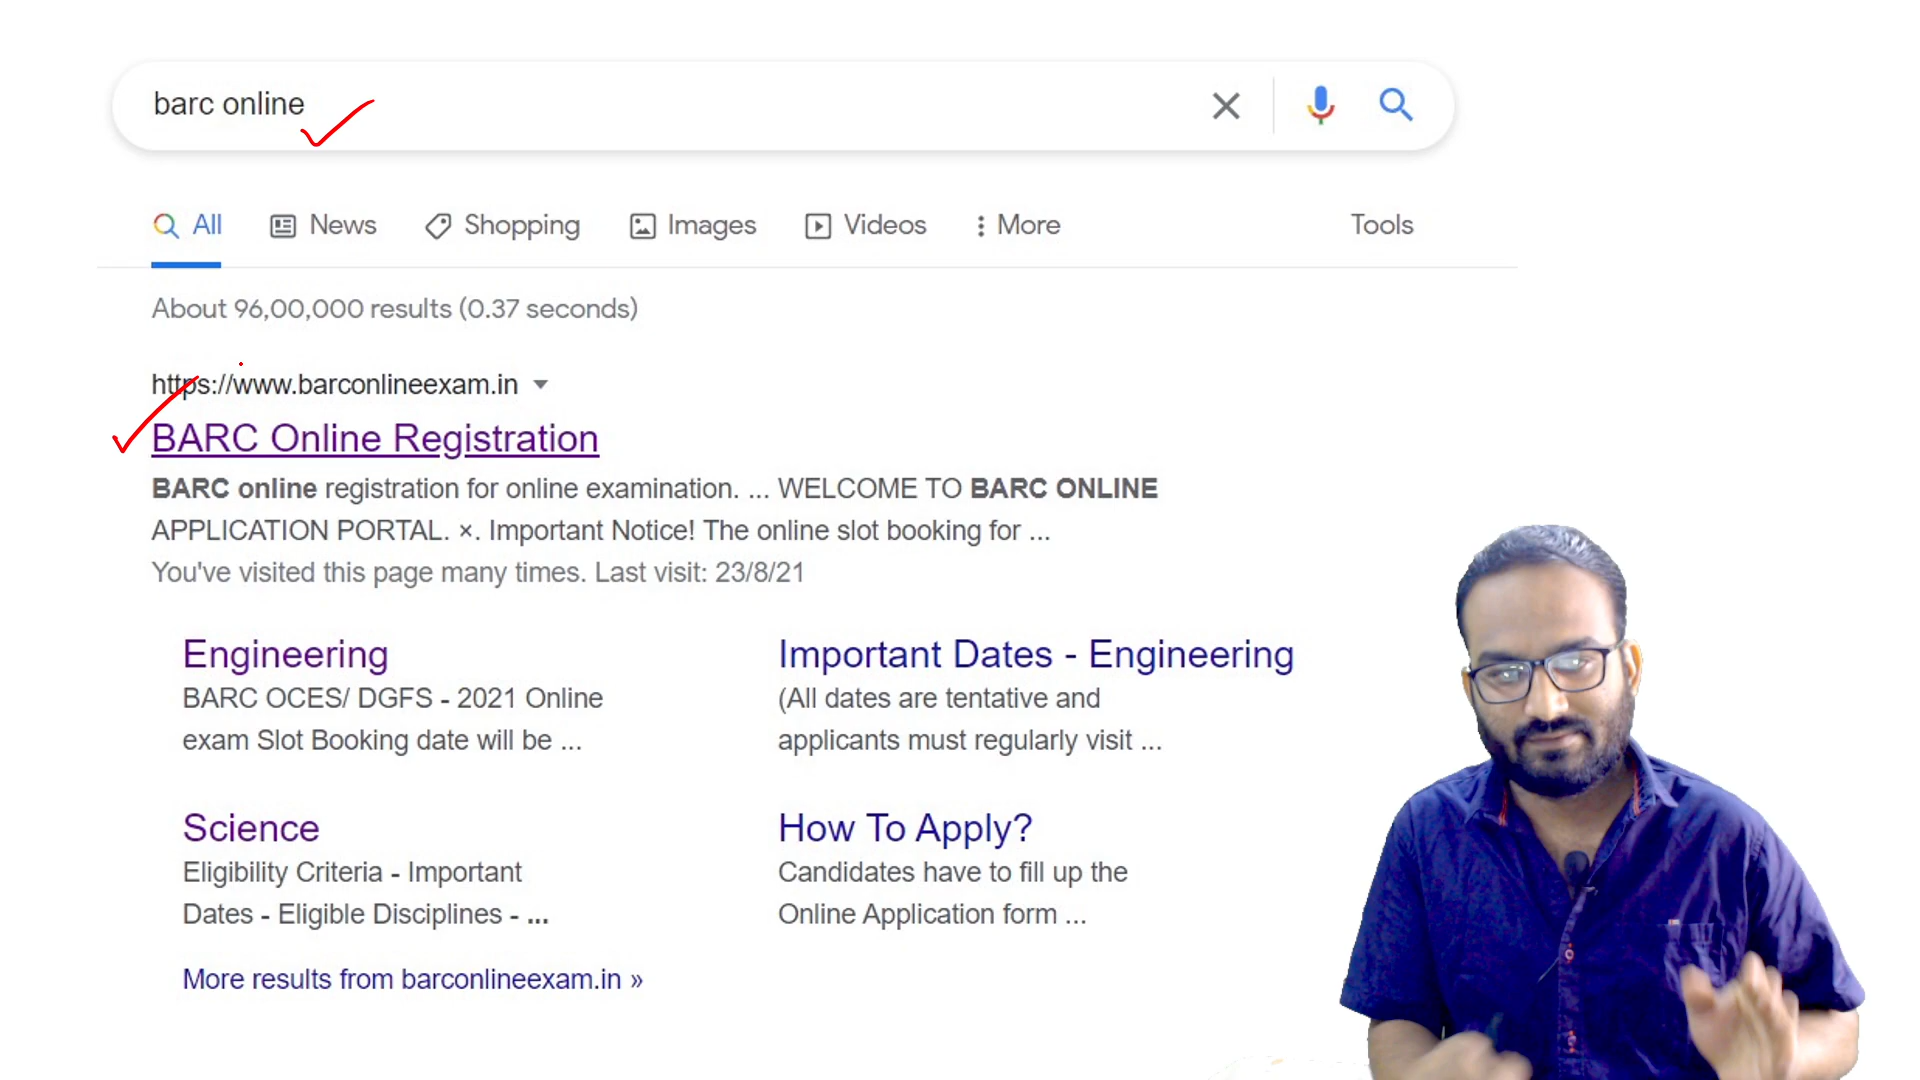 barc online
All News Shopping Images Videos More Tools
About 96,00,000 results (0.37 seconds)
https://www.barconlineexam.in
BARC Online Registration
BARC online registration for online examination. ... WELCOME TO BARC ONLINE
APPLICATION PORTAL. ×. Important Notice! The online slot booking for ...
You've visited this page many times. Last visit: 23/8/21
Engineering
BARC OCES/ DGFS - 2021 Online
exam Slot Booking date will be ...
Important Dates - Engineering
(All dates are tentative and
applicants must regularly visit ...
Science
Eligibility Criteria - Important
Dates - Eligible Disciplines - ...
How To Apply?
Candidates have to fill up the
Online Application form ...
More results from barconlineexam.in »